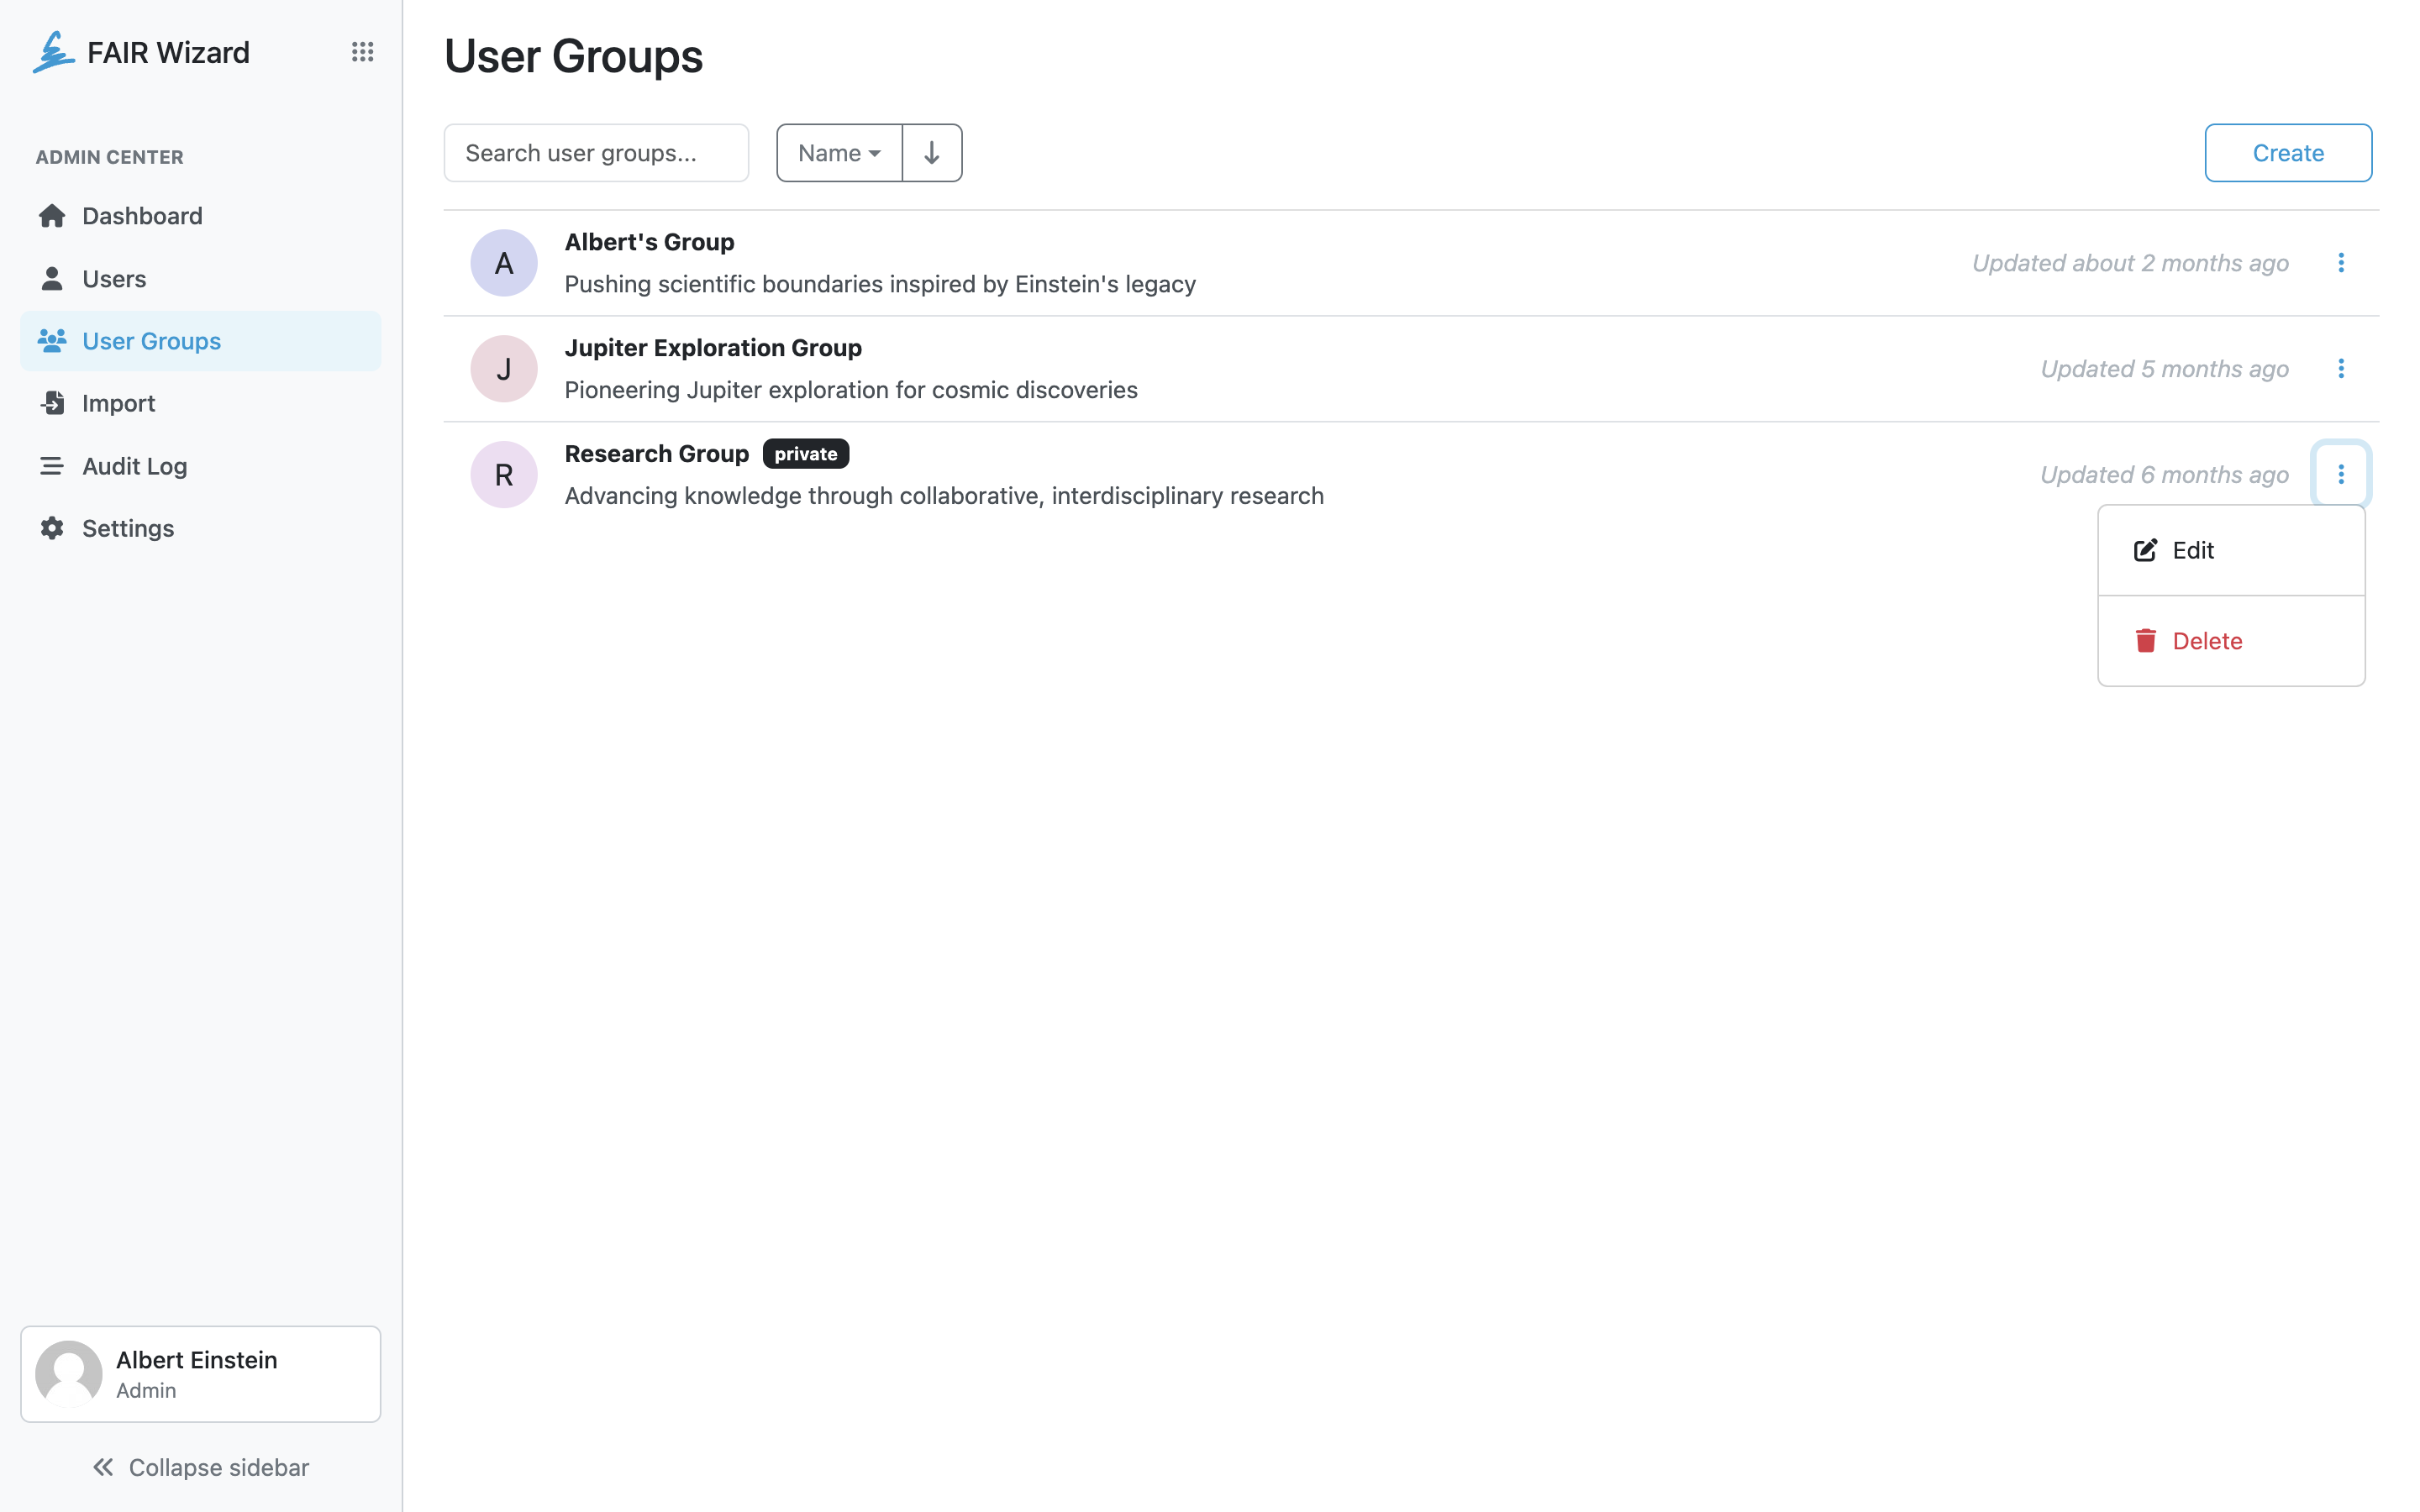 FAIR Wizard
ADMIN CENTER
Dashboard
Users
User Groups
Import
Audit Log
Settings
Albert Einstein
Admin
Collapse sidebar
User Groups
Search user groups...
Name
Create
A
Albert's Group
Pushing scientific boundaries inspired by Einstein's legacy
Updated about 2 months ago
J
Jupiter Exploration Group
Pioneering Jupiter exploration for cosmic discoveries
Updated 5 months ago
R
Research Group private
Advancing knowledge through collaborative, interdisciplinary research
Updated 6 months ago
Edit
Delete